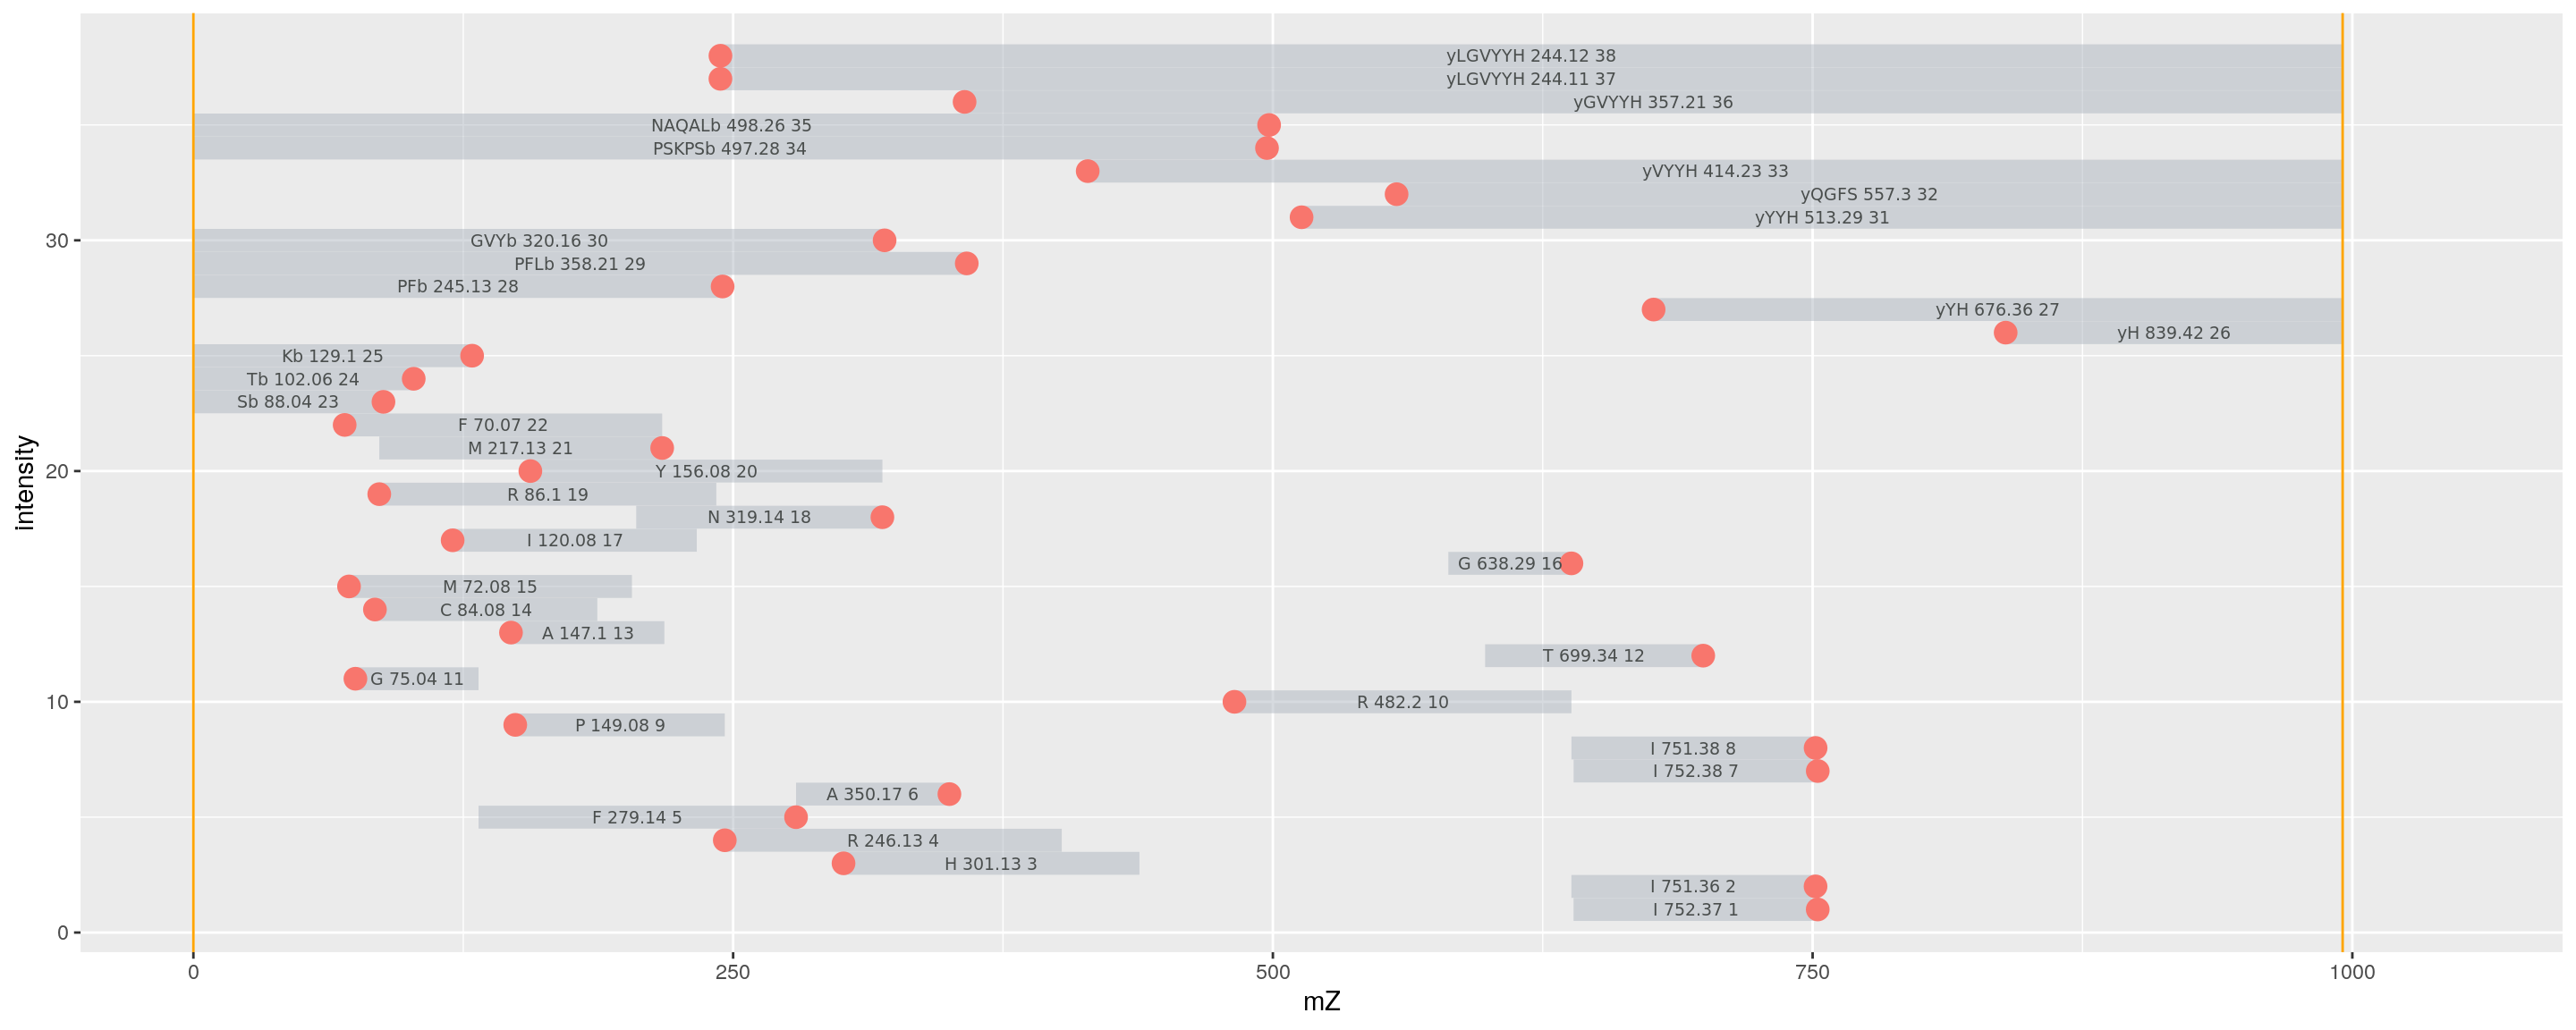 yLGVYYH 244.12 38
yLGVYYH 244.11 37
yGVYYH 357.21 36
NAQALb 498.26 35
PSKPSb 497.28 34
yVYYH 414.23 33
yQGFS 557.3 32
yYYH 513.29 31
GVYb 320.16 30
PFLb 358.21 29
PFb 245.13 28
yYH 676.36 27
yH 839.42 26
Kb 129.1 25
Tb 102.06 24
Sb 88.04 23
F 70.07 22
M 217.13 21
Y 156.08 20
R 86.1 19
N 319.14 18
I 120.08 17
G 638.29 16
M 72.08 15
C 84.08 14
A 147.1 13
T 699.34 12
G 75.04 11
R 482.2 10
P 149.08 9
I 751.38 8
I 752.38 7
A 350.17 6
F 279.14 5
R 246.13 4
H 301.13 3
I 751.36 2
I 752.37 1
30
20
10
0
intensity
0 250 500 750 1000
mZ